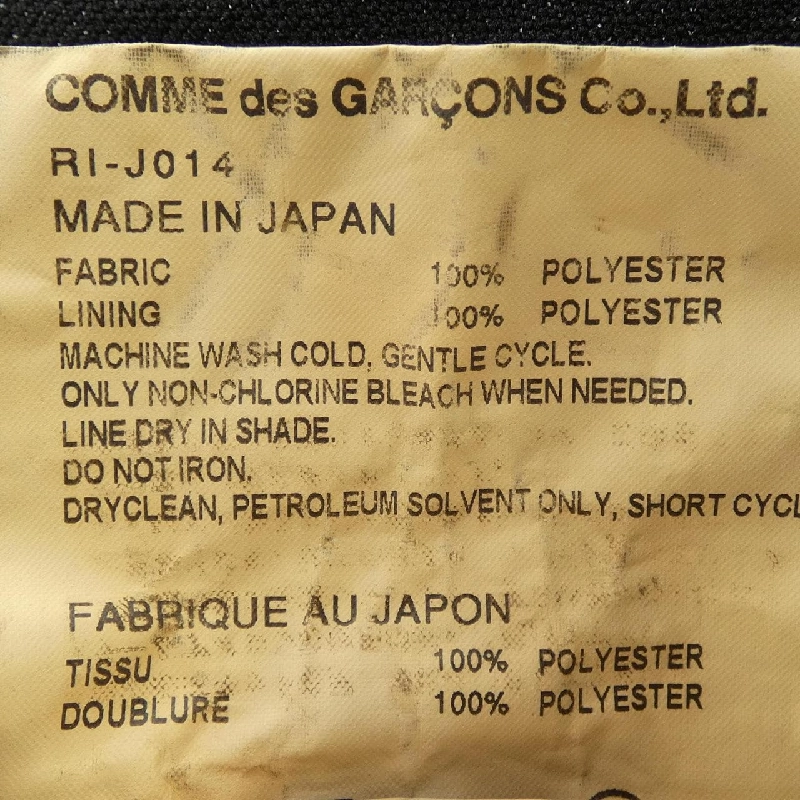 COMME des GARÇONS Co.,Ltd.
RI-J014
MADE IN JAPAN
FABRIC 100% POLYESTER
LINING 100% POLYESTER
MACHINE WASH COLD, GENTLE CYCLE.
ONLY NON-CHLORINE BLEACH WHEN NEEDED.
LINE DRY IN SHADE.
DO NOT IRON.
DRYCLEAN, PETROLEUM SOLVENT ONLY, SHORT CYCL
FABRIQUE AU JAPON
TISSU 100% POLYESTER
DOUBLURE 100% POLYESTER